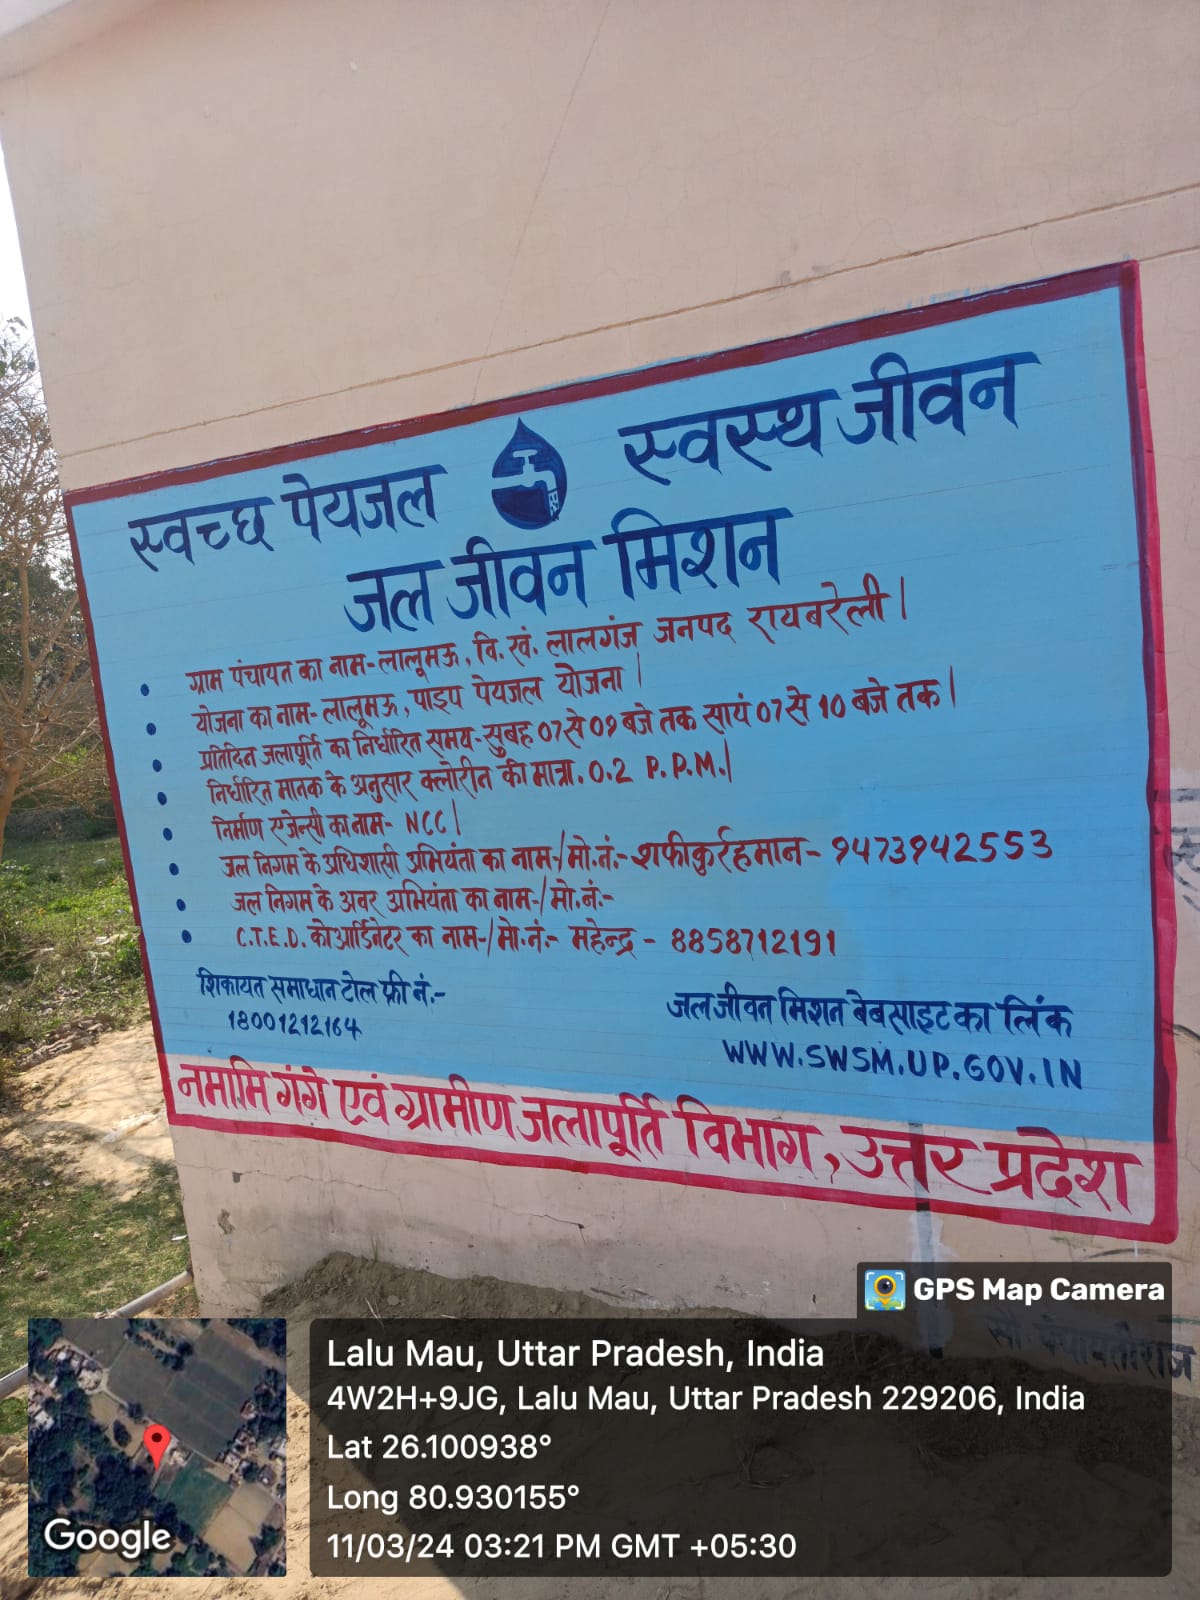 स्वच्छ पेयजल स्वस्थ जीवन
जल जीवन मिशन
• ग्राम पंचायत का नाम-लालूमऊ, वि.खं. लालगंज जनपद रायबरेली।
• योजना का नाम- लालूमऊ, पाइप पेयजल योजना।
• प्रतिदिन जलापूर्ति का निर्धारित समय-सुबह 07 से 09 बजे तक सायं 07 से 10 बजे तक।
• निर्धारित मानक के अनुसार क्लोरीन की मात्रा. 0.2 P.P.M.।
• निर्माण एजेन्सी का नाम- NCC।
• जल निगम के अधिशासी अभियंता का नाम-/मो.नं.- शफीकुर्रहमान- 9473942553
• जल निगम के अवर अभियंता का नाम-/मो.नं:-
• C.T.E.D. कोआर्डिनेटर का नाम-/मो.नं:- महेन्द्र - 8858712191
शिकायत समाधान टोल फ्री नं.:-
18001212164
जल जीवन मिशन बेबसाइट का लिंक
WWW.SWSM.UP.GOV.IN
नमामि गंगे एवं ग्रामीण जलापूर्ति विभाग, उत्तर प्रदेश
GPS Map Camera
Lalu Mau, Uttar Pradesh, India
4W2H+9JG, Lalu Mau, Uttar Pradesh 229206, India
Lat 26.100938°
Long 80.930155°
11/03/24 03:21 PM GMT +05:30
Google